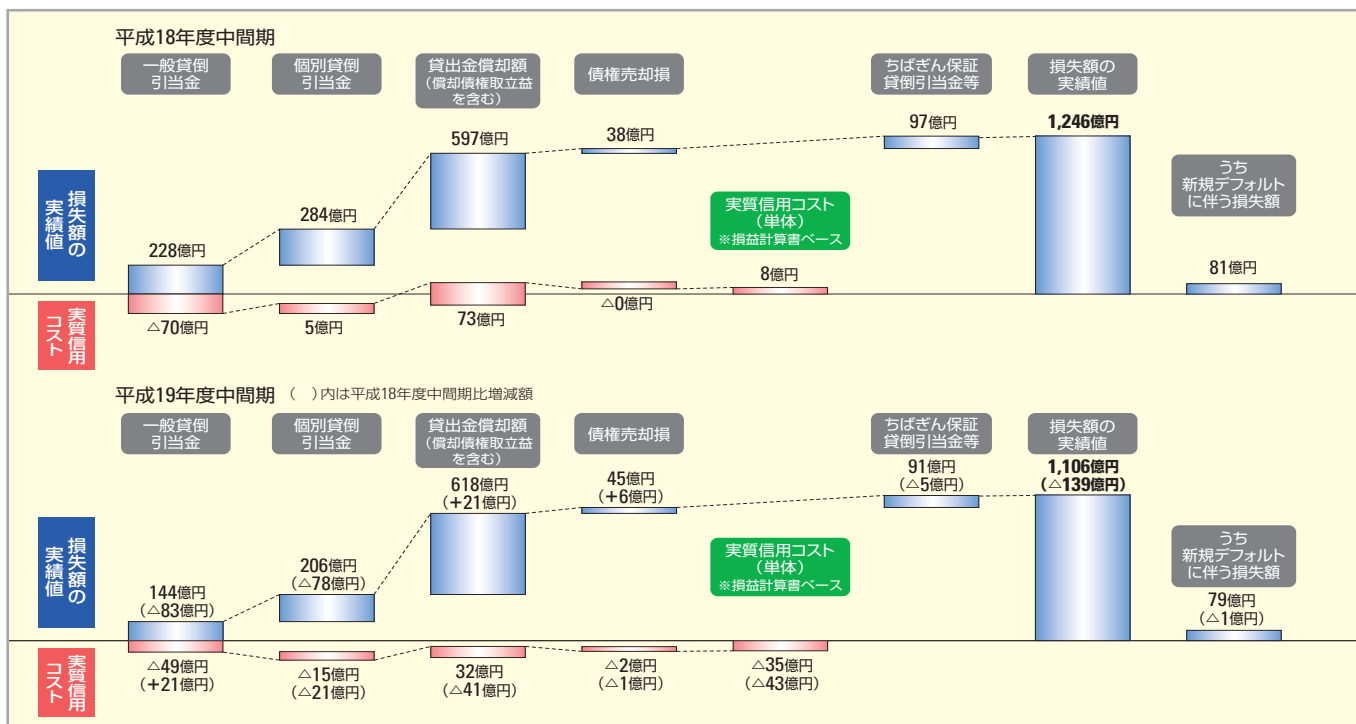 平成18年度中間期
一般貸倒
引当金
個別貸倒
引当金
貸出金償却額
(償却債権取立益
を含む)
債権売却損
ちばぎん保証
貸倒引当金等
損失額の
実績値
損失額の
実績値
228億円
284億円
597億円
38億円
97億円
1,246億円
うち
新規デフォルト
に伴う損失額
81億円
実質信用コスト
(単体)
※損益計算書ベース
実質信用
コスト
△70億円
5億円
73億円
△0億円
8億円
平成19年度中間期 ( )内は平成18年度中間期比増減額
一般貸倒
引当金
個別貸倒
引当金
貸出金償却額
(償却債権取立益
を含む)
債権売却損
ちばぎん保証
貸倒引当金等
損失額の
実績値
損失額の
実績値
144億円
(△83億円)
206億円
(△78億円)
618億円
(+21億円)
45億円
(+6億円)
91億円
(△5億円)
1,106億円
(△139億円)
うち
新規デフォルト
に伴う損失額
79億円
(△1億円)
実質信用コスト
(単体)
※損益計算書ベース
実質信用
コスト
△49億円
(+21億円)
△15億円
(△21億円)
32億円
(△41億円)
△2億円
(△1億円)
△35億円
(△43億円)